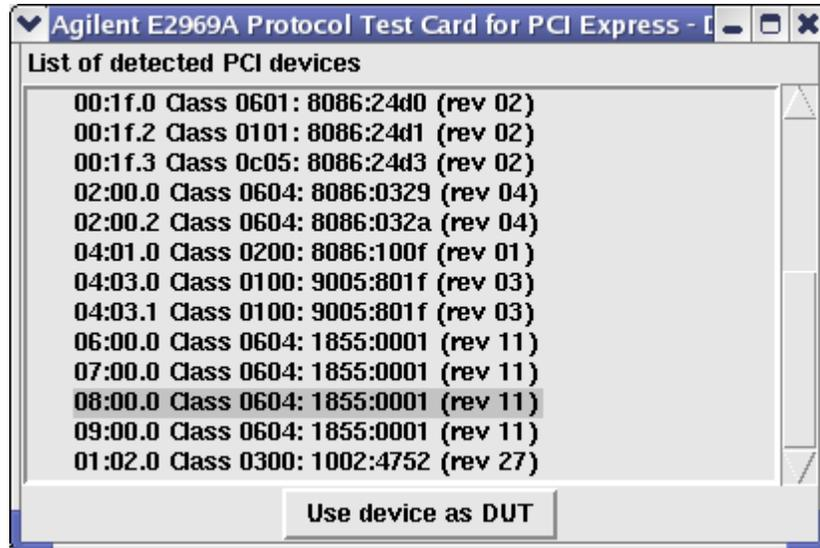 Agilent E2969A Protocol Test Card for PCI Express -
List of detected PCI devices
00:1f.0 Class 0601: 8086:24d0 (rev 02)
00:1f.2 Class 0101: 8086:24d1 (rev 02)
00:1f.3 Class 0c05: 8086:24d3 (rev 02)
02:00.0 Class 0604: 8086:0329 (rev 04)
02:00.2 Class 0604: 8086:032a (rev 04)
04:01.0 Class 0200: 8086:100f (rev 01)
04:03.0 Class 0100: 9005:801f (rev 03)
04:03.1 Class 0100: 9005:801f (rev 03)
06:00.0 Class 0604: 1855:0001 (rev 11)
07:00.0 Class 0604: 1855:0001 (rev 11)
08:00.0 Class 0604: 1855:0001 (rev 11)
09:00.0 Class 0604: 1855:0001 (rev 11)
01:02.0 Class 0300: 1002:4752 (rev 27)
Use device as DUT